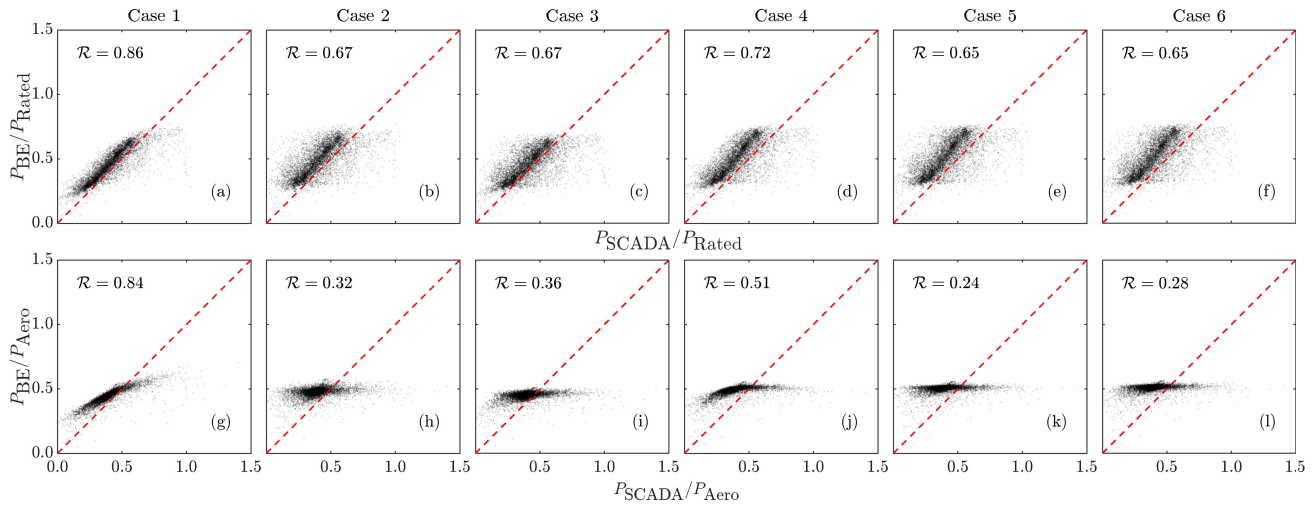 Case 1 Case 2 Case 3 Case 4 Case 5 Case 6
1.5
ℛ = 0.86 ℛ = 0.67 ℛ = 0.67 ℛ = 0.72 ℛ = 0.65 ℛ = 0.65
1.0
P_BE/P_Rated
0.5
(a) (b) (c) (d) (e) (f)
0.0
P_SCADA/P_Rated
1.5
ℛ = 0.84 ℛ = 0.32 ℛ = 0.36 ℛ = 0.51 ℛ = 0.24 ℛ = 0.28
1.0
P_BE/P_Aero
0.5
(g) (h) (i) (j) (k) (l)
0.0
0.0 0.5 1.0 1.5 0.5 1.0 1.5 0.5 1.0 1.5 0.5 1.0 1.5 0.5 1.0 1.5 0.5 1.0 1.5
P_SCADA/P_Aero